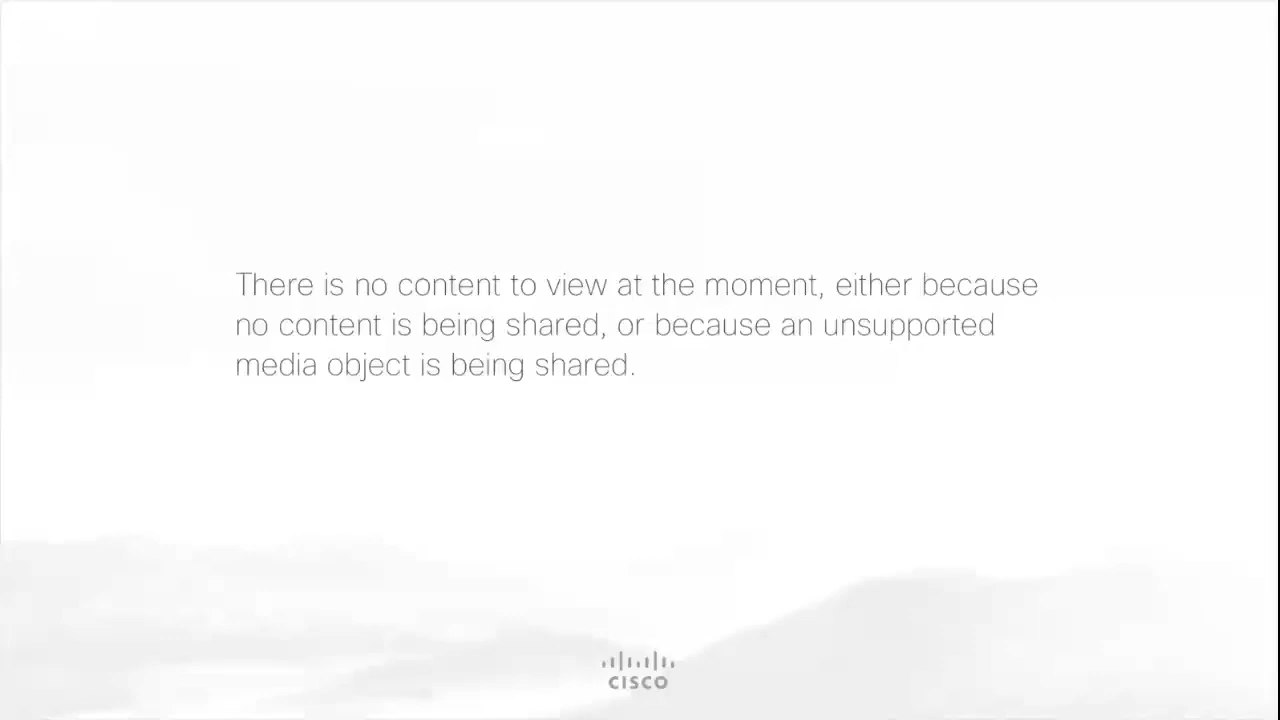 There is no content to view at the moment, either because
no content is being shared, or because an unsupported
media object is being shared.
CISCO